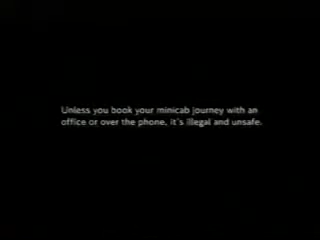 Unless you book your minicab journey with an
office or over the phone, it's illegal and unsafe.